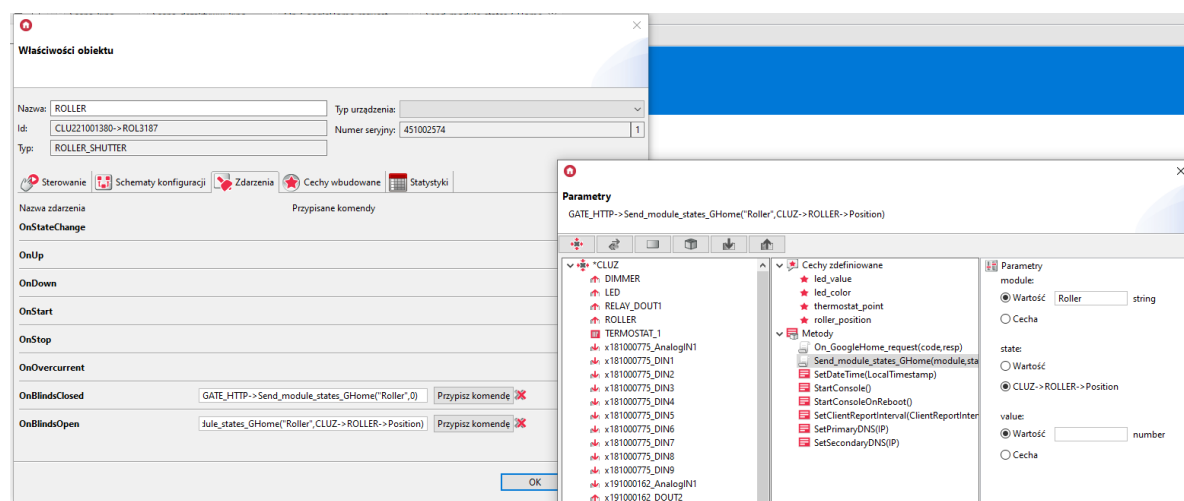 Właściwości obiektu
Nazwa: ROLLER
Typ urządzenia:
Id: CLU221001380->ROL3187
Numer seryjny: 451002574 1
Typ: ROLLER_SHUTTER
Sterowanie Schematy konfiguracji Zdarzenia Cechy wbudowane Statystyki
Nazwa zdarzenia Przypisane komendy
OnStateChange
OnUp
OnDown
OnStart
OnStop
OnOvercurrent
OnBlindsClosed GATE_HTTP->Send_module_states_GHome("Roller",0) Przypisz komendę
OnBlindsOpen dule_states_GHome("Roller",CLUZ->ROLLER->Position) Przypisz komendę
OK
Parametry
GATE_HTTP->Send_module_states_GHome("Roller",CLUZ->ROLLER->Position)
*CLUZ
DIMMER
LED
RELAY_DOUT1
ROLLER
TERMOSTAT_1
x181000775_AnalogIN1
x181000775_DIN1
x181000775_DIN2
x181000775_DIN3
x181000775_DIN4
x181000775_DIN5
x181000775_DIN6
x181000775_DIN7
x181000775_DIN8
x181000775_DIN9
x191000162_AnalogIN1
x191000162_DOUT2
Cechy zdefiniowane
led_value
led_color
thermostat_point
roller_position
Metody
On_GoogleHome_request(code,resp)
Send_module_states_GHome(module,sta
SetDateTime(LocalTimestamp)
StartConsole()
StartConsoleOnReboot()
SetClientReportInterval(ClientReportInter
SetPrimaryDNS(IP)
SetSecondaryDNS(IP)
Parametry
module:
Wartość Roller string
Cecha
state:
Wartość
CLUZ->ROLLER->Position
value:
Wartość number
Cecha